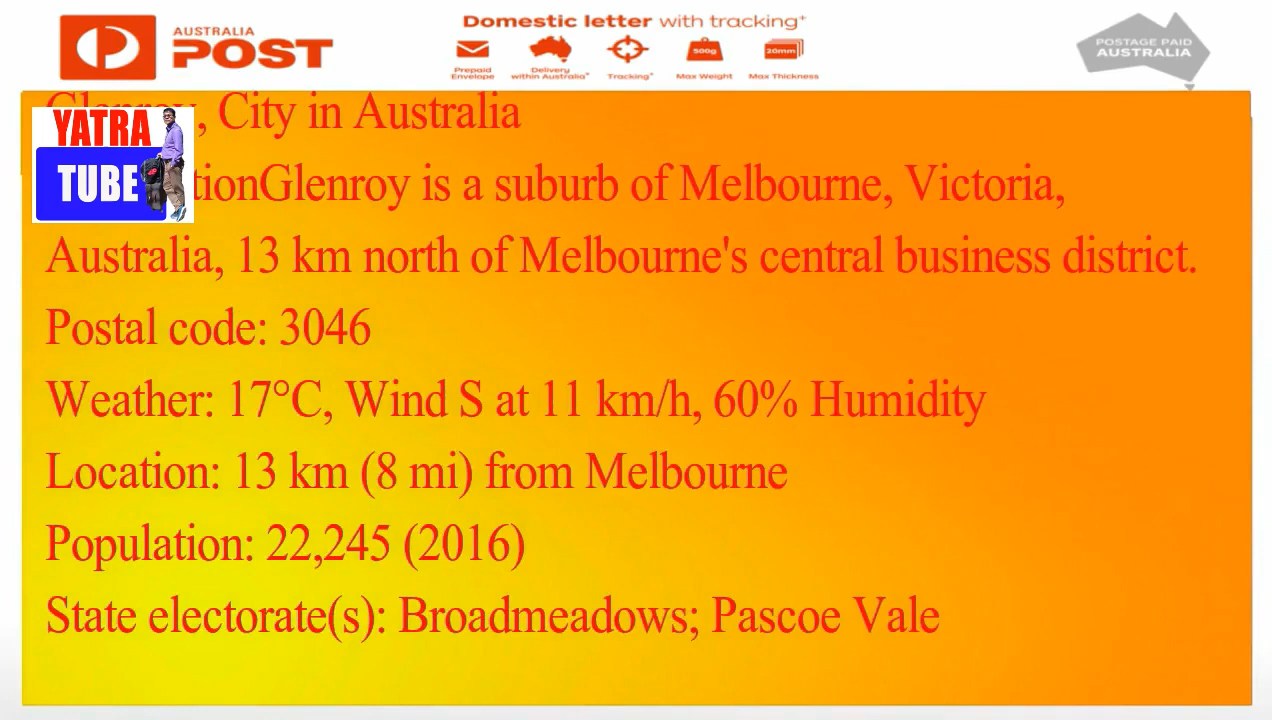 AUSTRALIA
POST
Domestic letter with tracking+
Prepaid Envelope
Delivery within Australia+
Tracking+
500g
Max Weight
20mm
Max Thickness
POSTAGE PAID
AUSTRALIA
Glenroy, City in Australia
YATRA
TUBE
tionGlenroy is a suburb of Melbourne, Victoria,
Australia, 13 km north of Melbourne's central business district.
Postal code: 3046
Weather: 17°C, Wind S at 11 km/h, 60% Humidity
Location: 13 km (8 mi) from Melbourne
Population: 22,245 (2016)
State electorate(s): Broadmeadows; Pascoe Vale